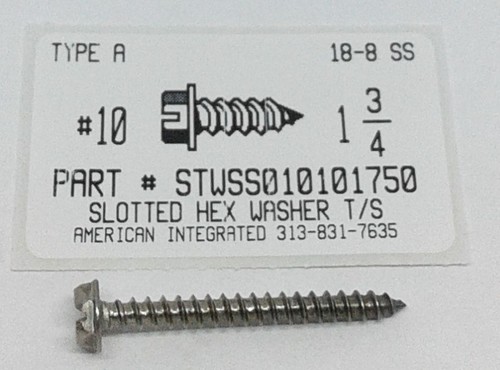 TYPE A 18-8 SS
#10 1 3/4
PART # STWSS010101750
SLOTTED HEX WASHER T/S
AMERICAN INTEGRATED 313-831-7635